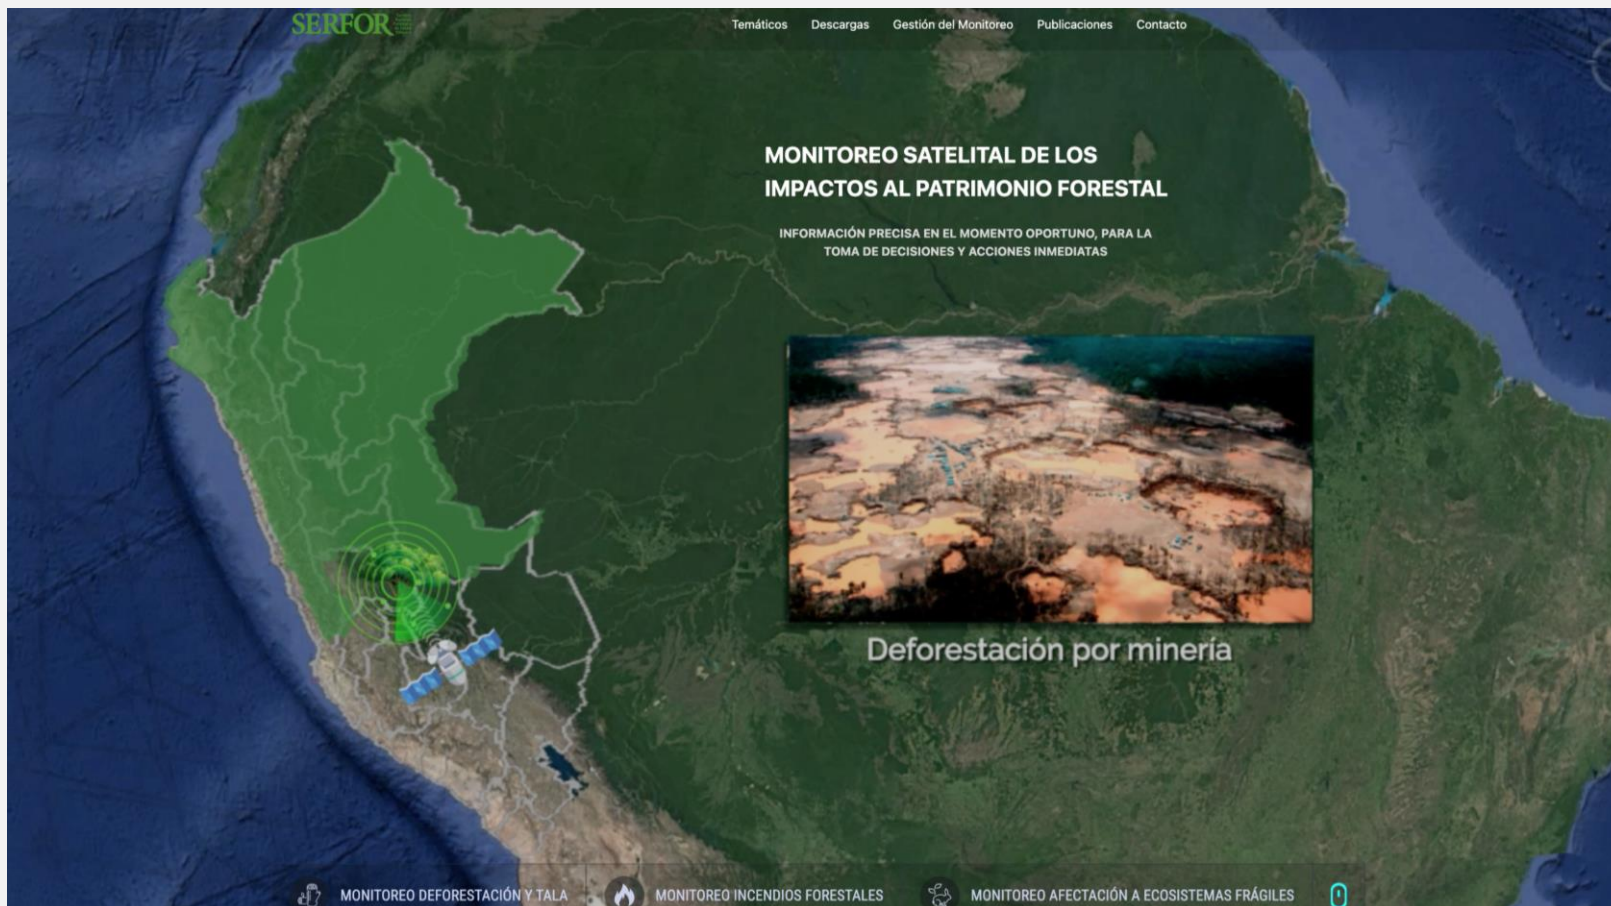 SERFOR
Temáticos
Descargas
Gestión del Monitoreo
Publicaciones
Contacto
MONITOREO SATELITAL DE LOS
IMPACTOS AL PATRIMONIO FORESTAL
INFORMACIÓN PRECISA EN EL MOMENTO OPORTUNO, PARA LA
TOMA DE DECISIONES Y ACCIONES INMEDIATAS
Deforestación por minería
MONITOREO DEFORESTACIÓN Y TALA
MONITOREO INCENDIOS FORESTALES
MONITOREO AFECTACIÓN A ECOSISTEMAS FRÁGILES